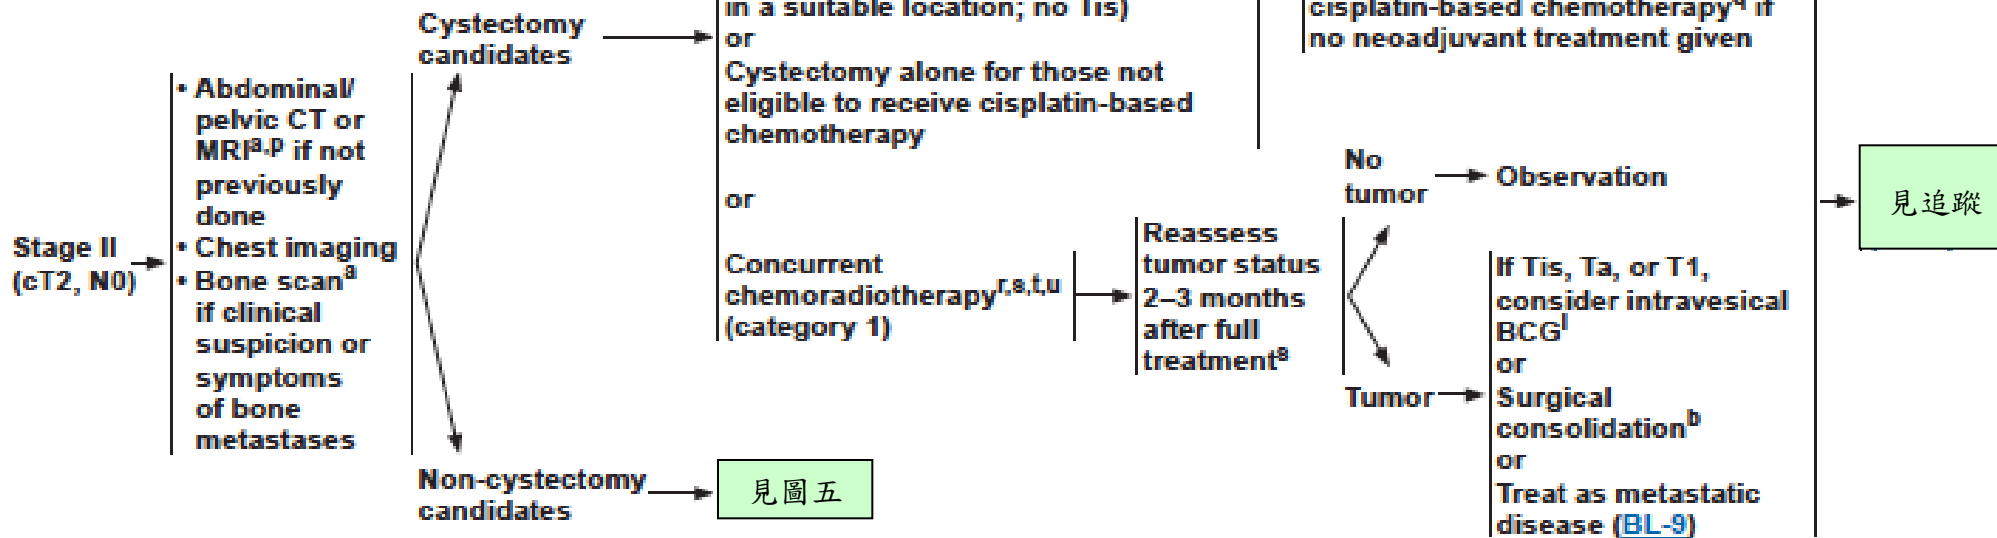 in a suitable location; no Tis)
or
Cystectomy alone for those not
eligible to receive cisplatin-based
chemotherapy
cisplatin-based chemotherapyq if
no neoadjuvant treatment given
Cystectomy
candidates
Stage II
(cT2, N0)
• Abdominal/
pelvic CT or
MRIa,p if not
previously
done
• Chest imaging
• Bone scana
if clinical
suspicion or
symptoms
of bone
metastases
or
Concurrent
chemoradiotherapyr,s,t,u
(category 1)
Reassess
tumor status
2–3 months
after full
treatments
No
tumor
Observation
Tumor
If Tis, Ta, or T1,
consider intravesical
BCGl
or
Surgical
consolidationb
or
Treat as metastatic
disease (BL-9)
見追蹤
Non-cystectomy
candidates
見圖五